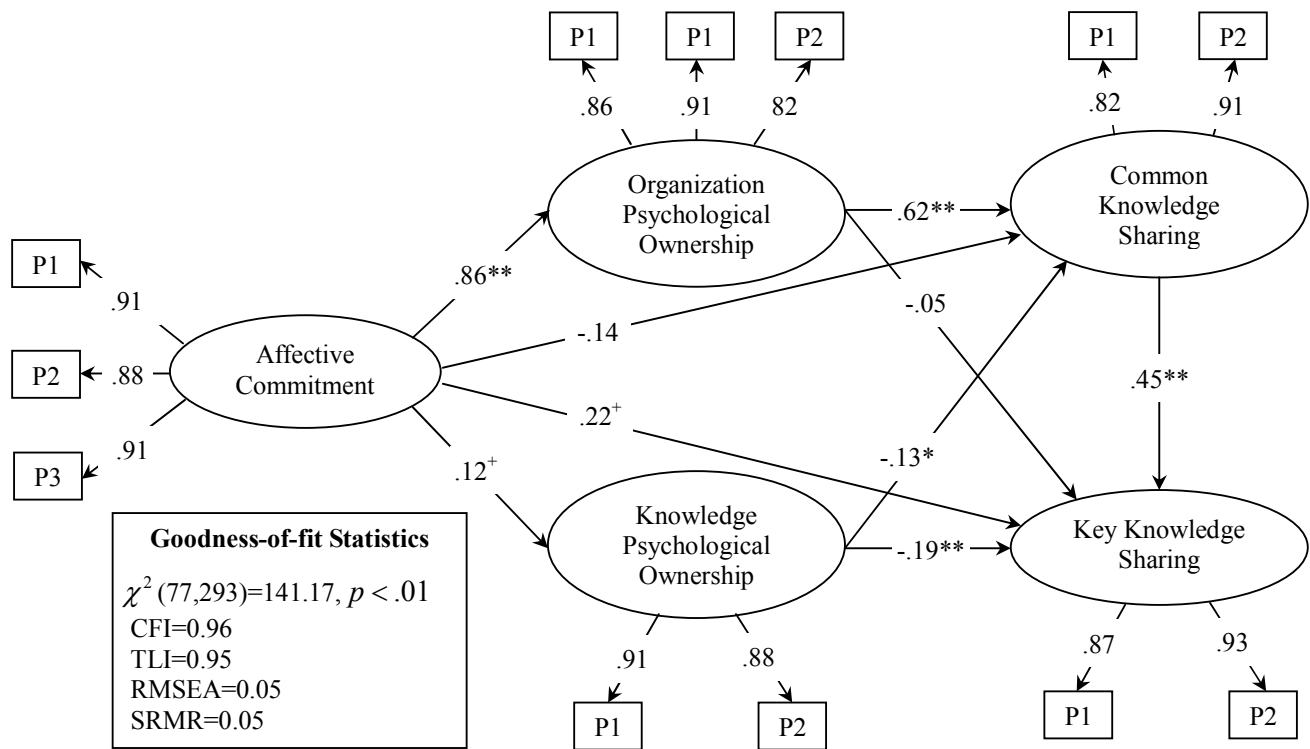 P1
P1
P2
P1
P2
.86
.91
82
.82
.91
Organization
Psychological
Ownership
Common
Knowledge
Sharing
.62**
P1
.91
.86**
-.05
-.14
P2
.88
Affective
Commitment
.45**
.22⁺
.91
P3
.12⁺
-.13*
Knowledge
Psychological
Ownership
-.19**
Key Knowledge
Sharing
Goodness-of-fit Statistics
χ² (77,293)=141.17, p < .01
CFI=0.96
TLI=0.95
RMSEA=0.05
SRMR=0.05
.91
.88
.87
.93
P1
P2
P1
P2